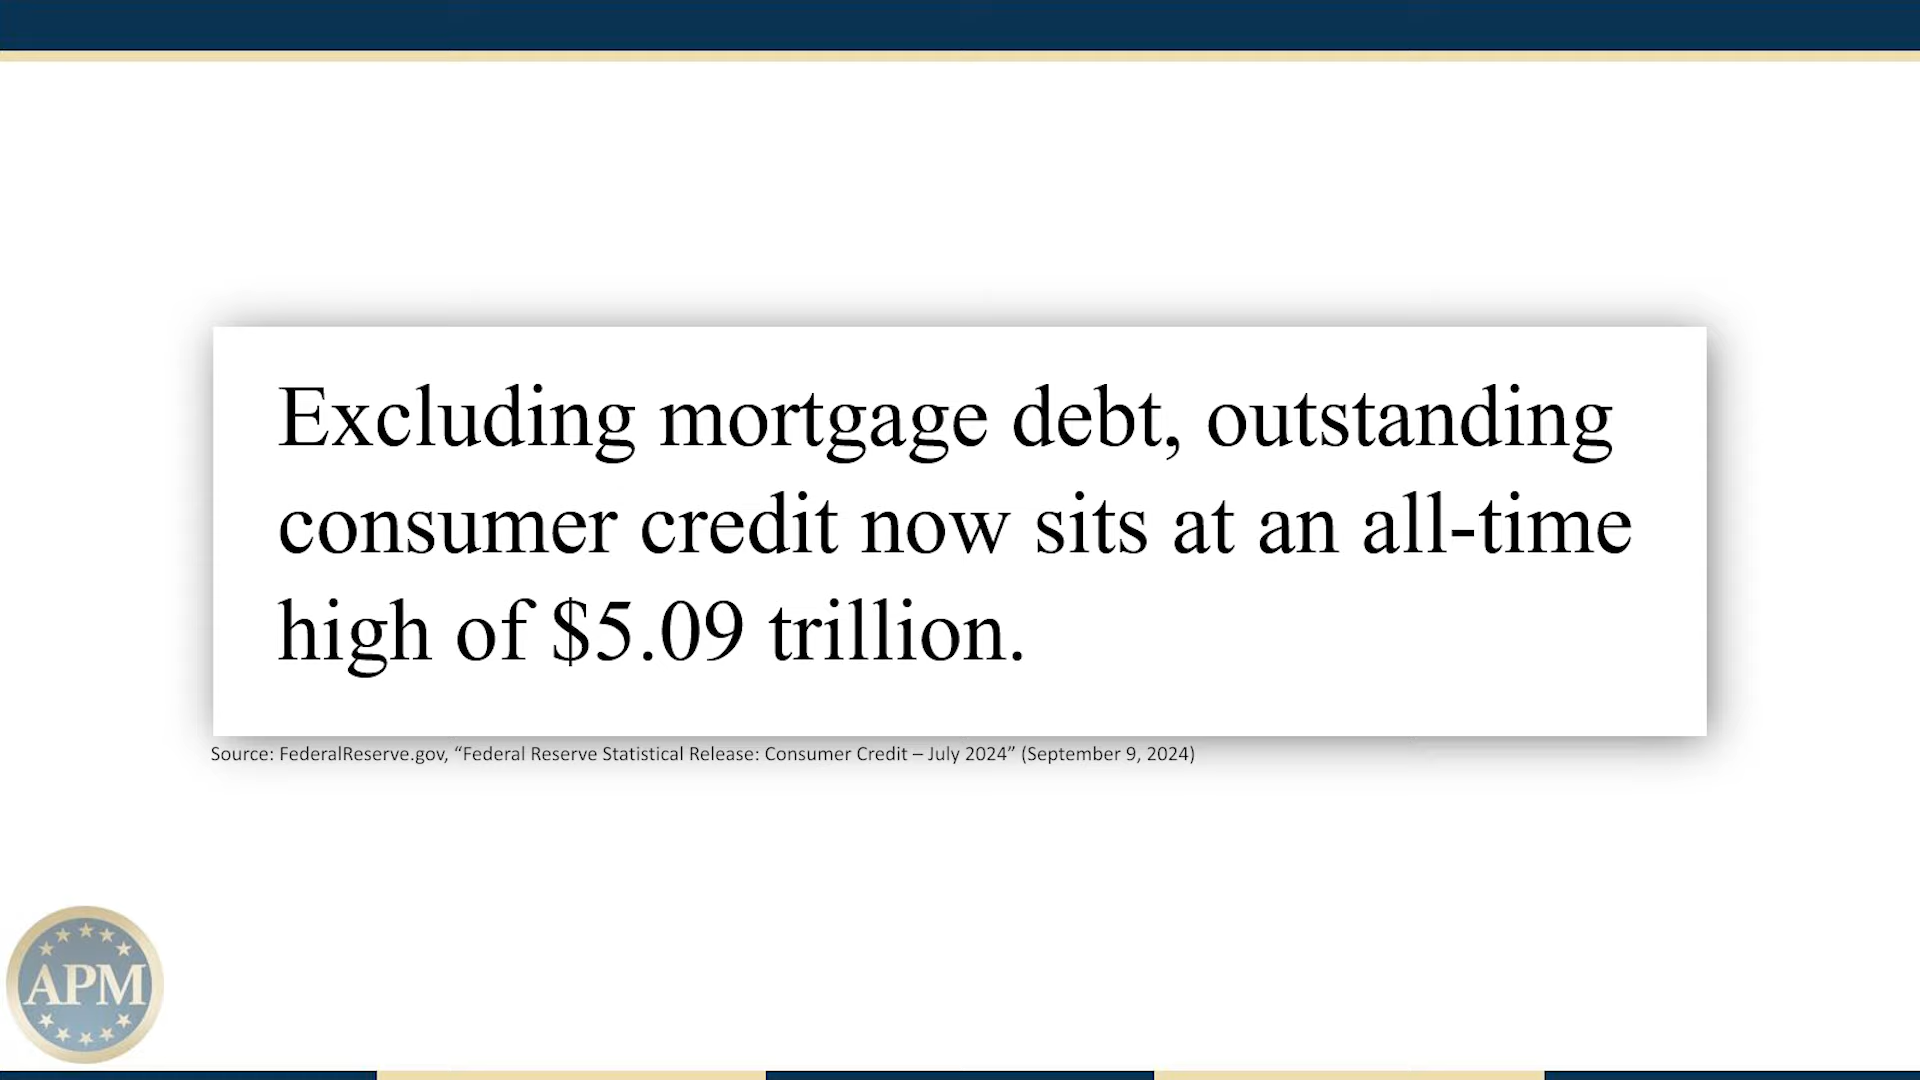 Excluding mortgage debt, outstanding
consumer credit now sits at an all-time
high of $5.09 trillion.
Source: FederalReserve.gov, “Federal Reserve Statistical Release: Consumer Credit – July 2024” (September 9, 2024)
APM